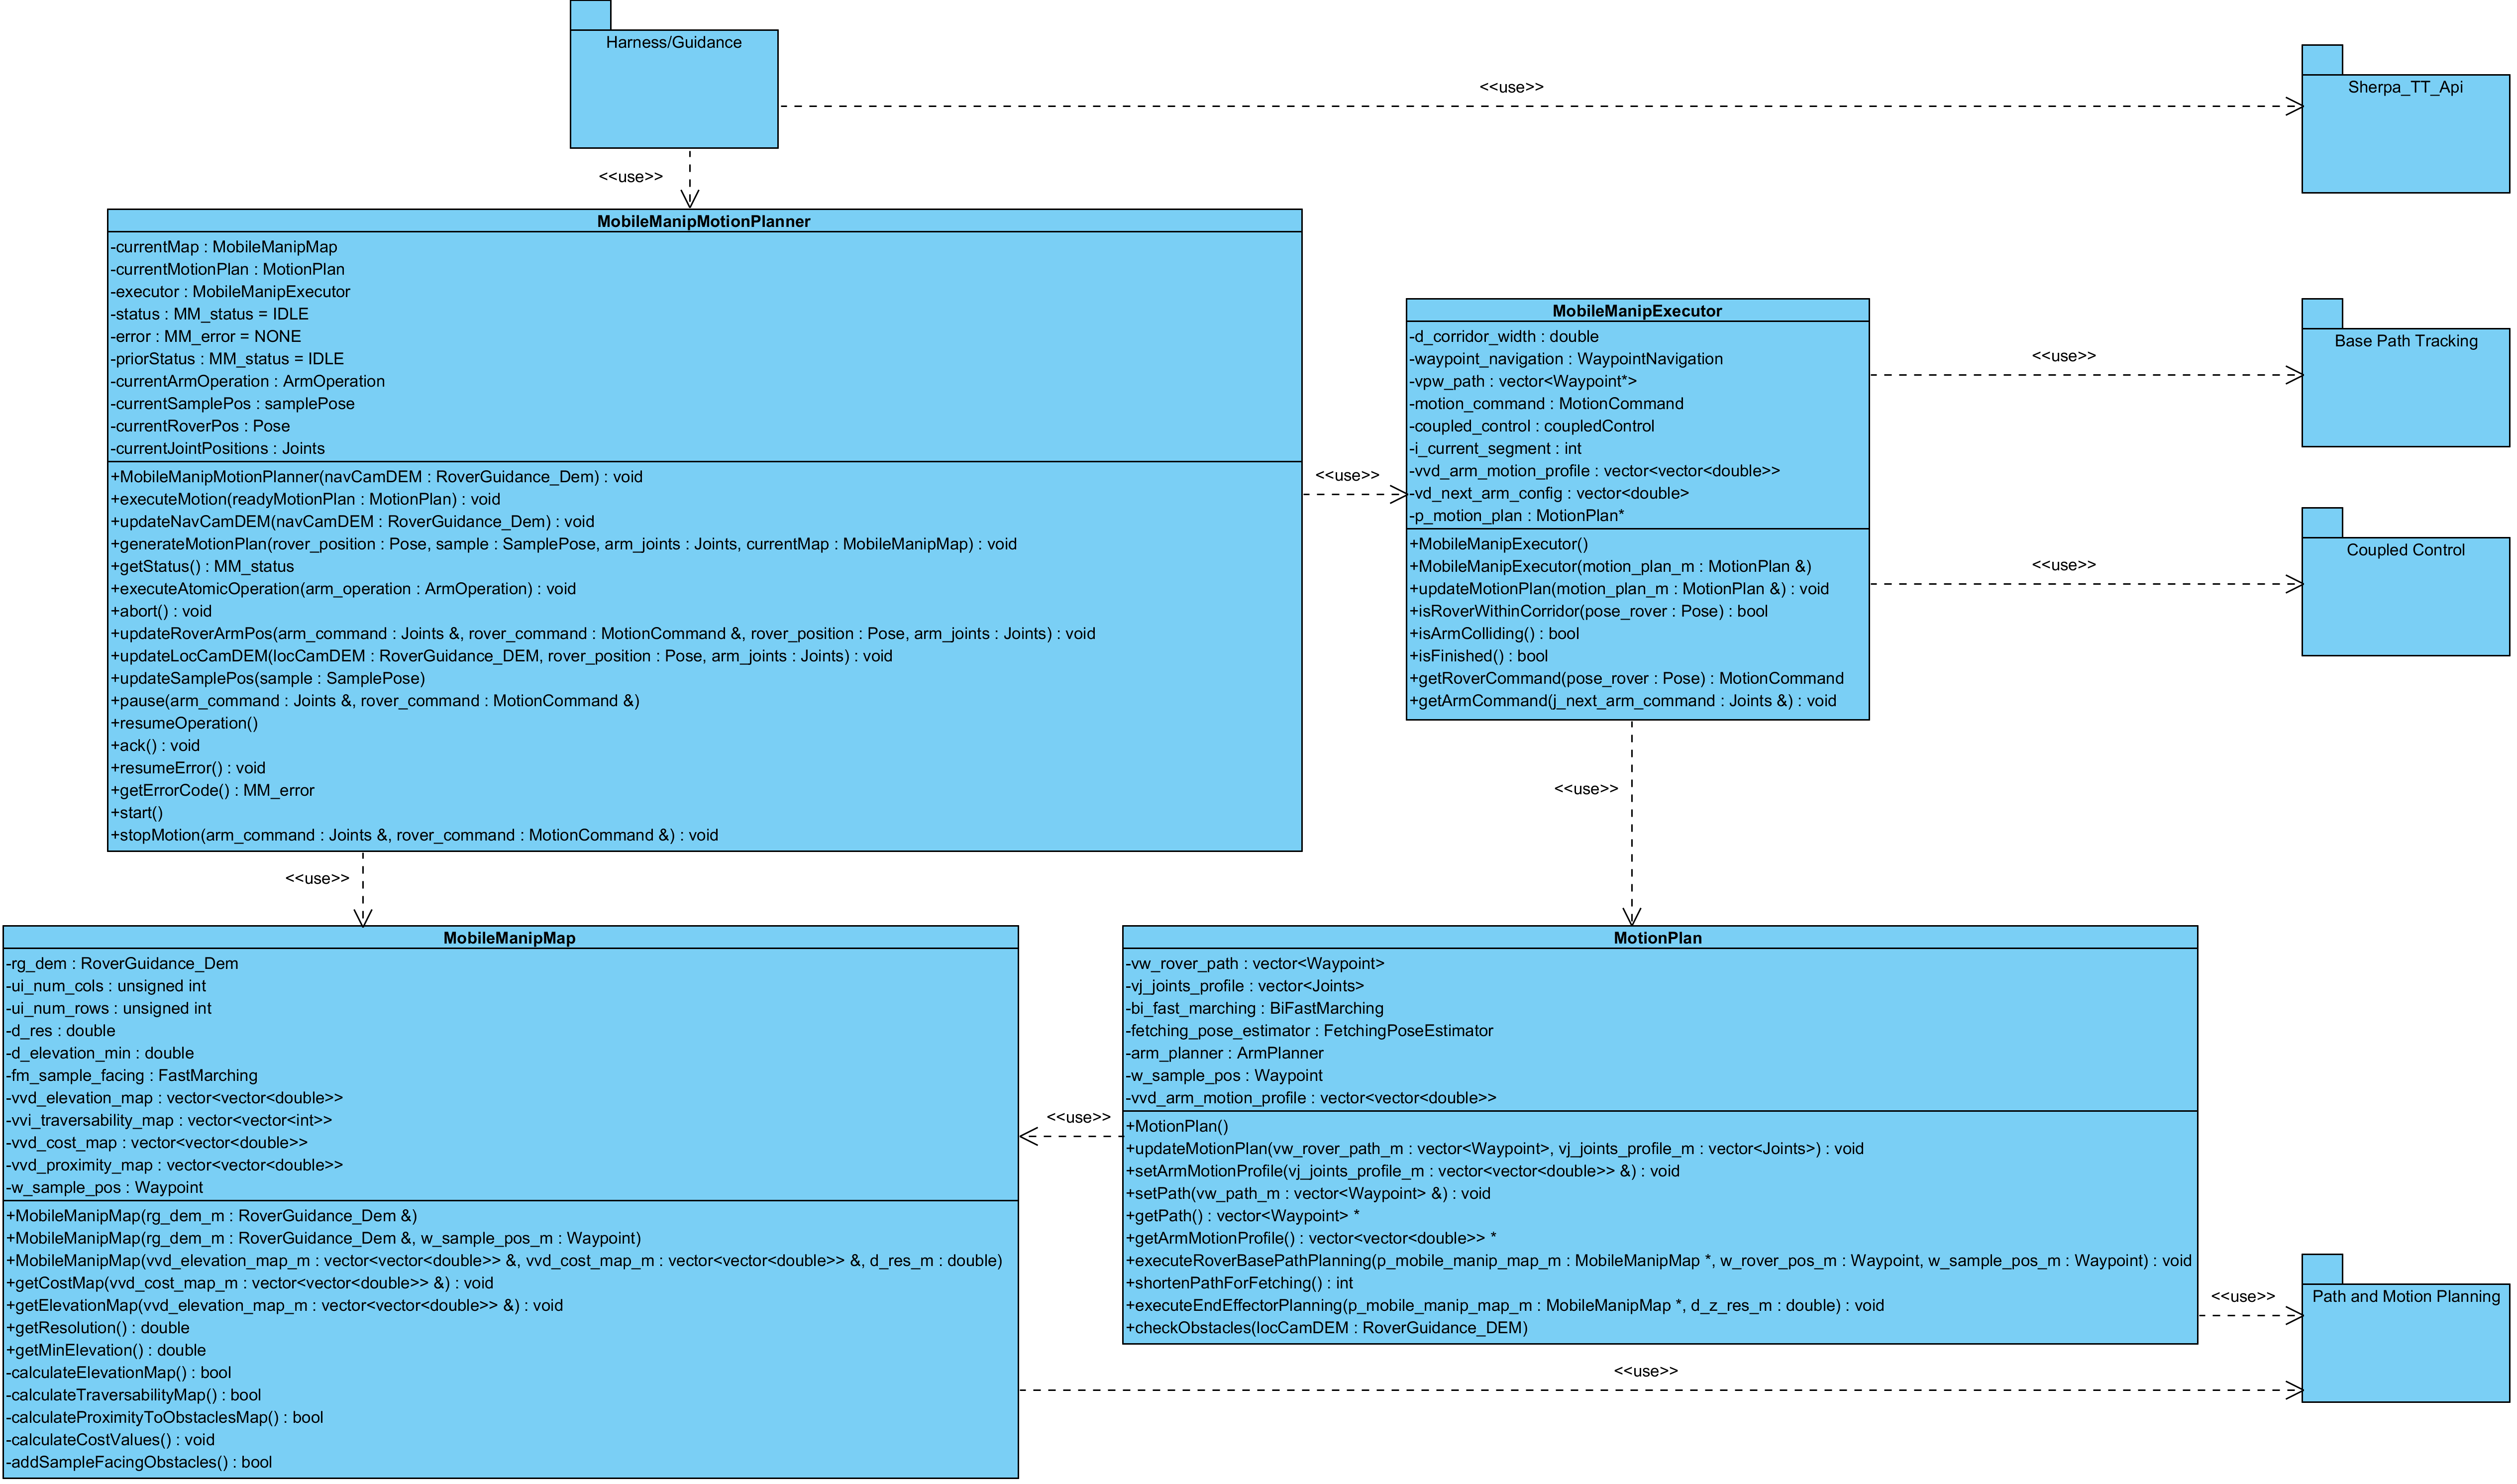 Harness/Guidance
<<use>>
Sherpa_TT_Api
<<use>>
MobileManipMotionPlanner
-currentMap : MobileManipMap
-currentMotionPlan : MotionPlan
-executor : MobileManipExecutor
-status : MM_status = IDLE
-error : MM_error = NONE
-priorStatus : MM_status = IDLE
-currentArmOperation : ArmOperation
-currentSamplePos : samplePose
-currentRoverPos : Pose
-currentJointPositions : Joints
+MobileManipMotionPlanner(navCamDEM : RoverGuidance_Dem) : void
+executeMotion(readyMotionPlan : MotionPlan) : void
+updateNavCamDEM(navCamDEM : RoverGuidance_Dem) : void
+generateMotionPlan(rover_position : Pose, sample : SamplePose, arm_joints : Joints, currentMap : MobileManipMap) : void
+getStatus() : MM_status
+executeAtomicOperation(arm_operation : ArmOperation) : void
+abort() : void
+updateRoverArmPos(arm_command : Joints &, rover_command : MotionCommand &, rover_position : Pose, arm_joints : Joints) : void
+updateLocCamDEM(locCamDEM : RoverGuidance_DEM, rover_position : Pose, arm_joints : Joints) : void
+updateSamplePos(sample : SamplePose)
+pause(arm_command : Joints &, rover_command : MotionCommand &)
+resumeOperation()
+ack() : void
+resumeError() : void
+getErrorCode() : MM_error
+start()
+stopMotion(arm_command : Joints &, rover_command : MotionCommand &) : void
<<use>>
MobileManipExecutor
-d_corridor_width : double
-waypoint_navigation : WaypointNavigation
-vpw_path : vector<Waypoint*>
-motion_command : MotionCommand
-coupled_control : coupledControl
-i_current_segment : int
-vvd_arm_motion_profile : vector<vector<double>>
-vd_next_arm_config : vector<double>
-p_motion_plan : MotionPlan*
+MobileManipExecutor()
+MobileManipExecutor(motion_plan_m : MotionPlan &)
+updateMotionPlan(motion_plan_m : MotionPlan &) : void
+isRoverWithinCorridor(pose_rover : Pose) : bool
+isArmColliding() : bool
+isFinished() : bool
+getRoverCommand(pose_rover : Pose) : MotionCommand
+getArmCommand(j_next_arm_command : Joints &) : void
<<use>>
Base Path Tracking
<<use>>
Coupled Control
<<use>>
<<use>>
MobileManipMap
-rg_dem : RoverGuidance_Dem
-ui_num_cols : unsigned int
-ui_num_rows : unsigned int
-d_res : double
-d_elevation_min : double
-fm_sample_facing : FastMarching
-vvd_elevation_map : vector<vector<double>>
-vvi_traversability_map : vector<vector<int>>
-vvd_cost_map : vector<vector<double>>
-vvd_proximity_map : vector<vector<double>>
-w_sample_pos : Waypoint
+MobileManipMap(rg_dem_m : RoverGuidance_Dem &)
+MobileManipMap(rg_dem_m : RoverGuidance_Dem &, w_sample_pos_m : Waypoint)
+MobileManipMap(vvd_elevation_map_m : vector<vector<double>> &, vvd_cost_map_m : vector<vector<double>> &, d_res_m : double)
+getCostMap(vvd_cost_map_m : vector<vector<double>> &) : void
+getElevationMap(vvd_elevation_map_m : vector<vector<double>> &) : void
+getResolution() : double
+getMinElevation() : double
-calculateElevationMap() : bool
-calculateTraversabilityMap() : bool
-calculateProximityToObstaclesMap() : bool
-calculateCostValues() : void
-addSampleFacingObstacles() : bool
<<use>>
MotionPlan
-vw_rover_path : vector<Waypoint>
-vj_joints_profile : vector<Joints>
-bi_fast_marching : BiFastMarching
-fetching_pose_estimator : FetchingPoseEstimator
-arm_planner : ArmPlanner
-w_sample_pos : Waypoint
-vvd_arm_motion_profile : vector<vector<double>>
+MotionPlan()
+updateMotionPlan(vw_rover_path_m : vector<Waypoint>, vj_joints_profile_m : vector<Joints>) : void
+setArmMotionProfile(vj_joints_profile_m : vector<vector<double>> &) : void
+setPath(vw_path_m : vector<Waypoint> &) : void
+getPath() : vector<Waypoint> *
+getArmMotionProfile() : vector<vector<double>> *
+executeRoverBasePathPlanning(p_mobile_manip_map_m : MobileManipMap *, w_rover_pos_m : Waypoint, w_sample_pos_m : Waypoint) : void
+shortenPathForFetching() : int
+executeEndEffectorPlanning(p_mobile_manip_map_m : MobileManipMap *, d_z_res_m : double) : void
+checkObstacles(locCamDEM : RoverGuidance_DEM)
<<use>>
Path and Motion Planning
<<use>>